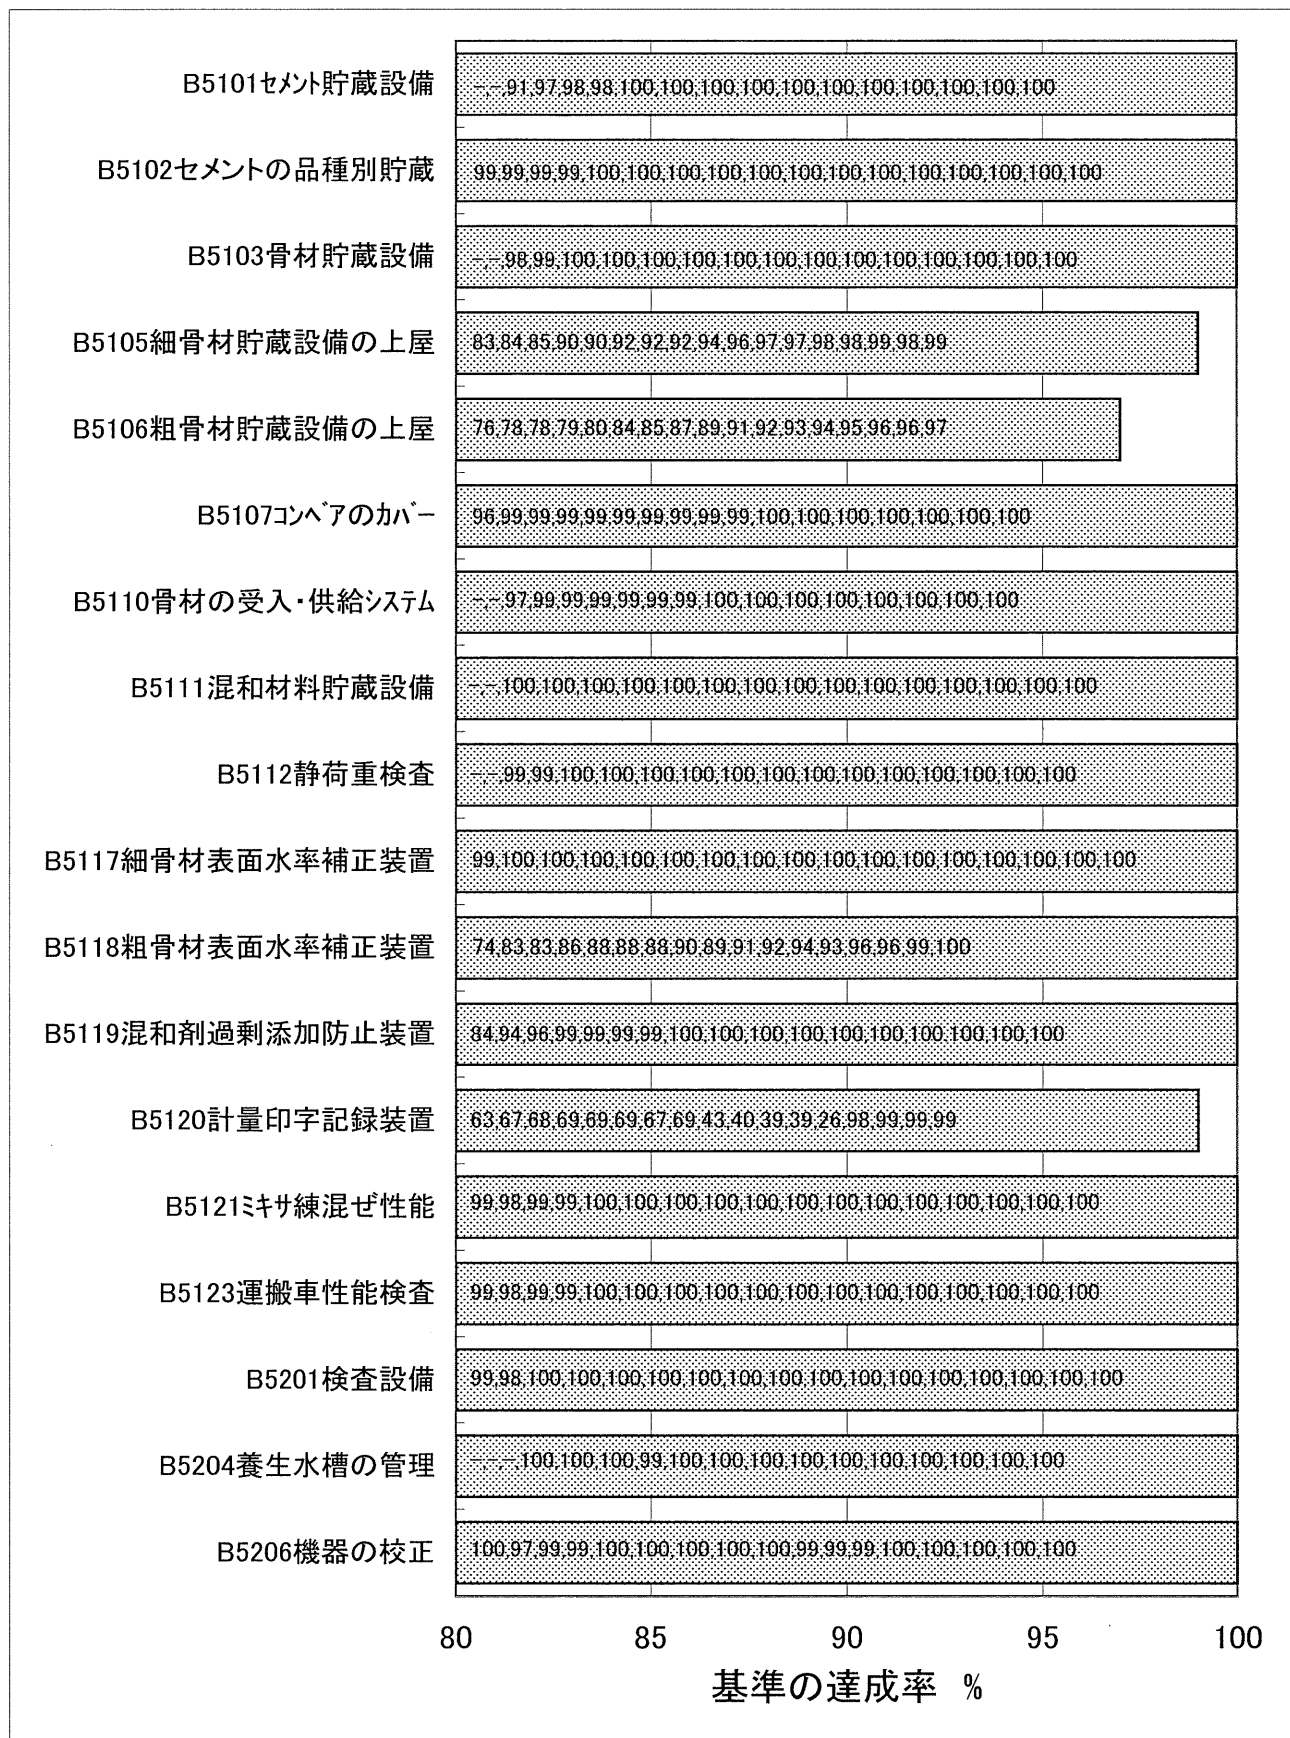 B5101セメント貯蔵設備 -,-,91,97,98,98,100,100,100,100,100,100,100,100,100,100,100
B5102セメントの品種別貯蔵 99,99,99,99,100,100,100,100,100,100,100,100,100,100,100,100,100
B5103骨材貯蔵設備 -,-,98,99,100,100,100,100,100,100,100,100,100,100,100,100,100
B5105細骨材貯蔵設備の上屋 83,84,85,90,90,92,92,92,94,96,97,97,98,98,99,98,99
B5106粗骨材貯蔵設備の上屋 76,78,78,79,80,84,85,87,89,91,92,93,94,95,96,96,97
B5107コンベアのカバー 96,99,99,99,99,99,99,99,99,99,100,100,100,100,100,100,100
B5110骨材の受入・供給システム -,-,97,99,99,99,99,99,99,100,100,100,100,100,100,100,100
B5111混和材料貯蔵設備 -,-,100,100,100,100,100,100,100,100,100,100,100,100,100,100,100
B5112静荷重検査 -,-,99,99,100,100,100,100,100,100,100,100,100,100,100,100,100
B5117細骨材表面水率補正装置 99,100,100,100,100,100,100,100,100,100,100,100,100,100,100,100,100
B5118粗骨材表面水率補正装置 74,83,83,86,88,88,88,90,89,91,92,94,93,96,96,99,100
B5119混和剤過剰添加防止装置 84,94,96,99,99,99,99,100,100,100,100,100,100,100,100,100,100
B5120計量印字記録装置 63,67,68,69,69,69,67,69,43,40,39,39,26,98,99,99,99
B5121ミキサ練混ぜ性能 99,98,99,99,100,100,100,100,100,100,100,100,100,100,100,100,100
B5123運搬車性能検査 99,98,99,99,100,100,100,100,100,100,100,100,100,100,100,100,100
B5201検査設備 99,98,100,100,100,100,100,100,100,100,100,100,100,100,100,100,100
B5204養生水槽の管理 -,-,-,100,100,100,99,100,100,100,100,100,100,100,100,100,100
B5206機器の校正 100,97,99,99,100,100,100,100,100,99,99,99,100,100,100,100,100
80 85 90 95 100
基準の達成率 %